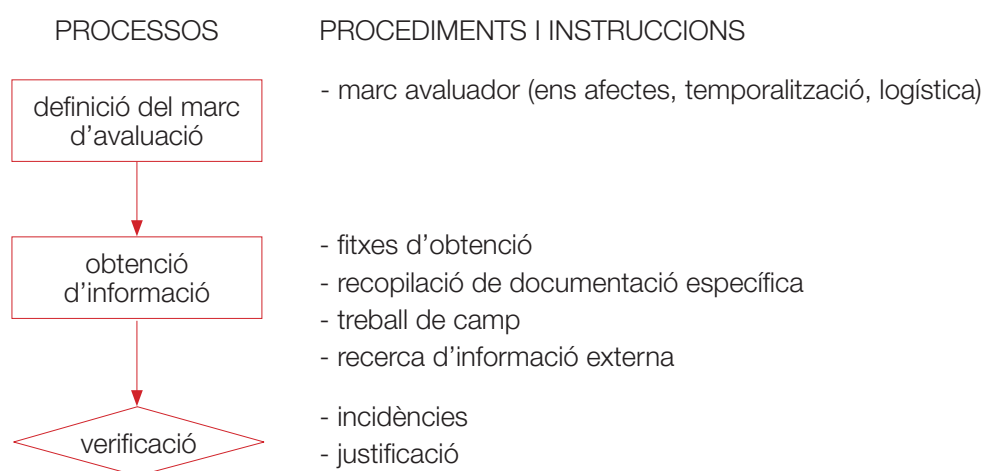 PROCESSOS PROCEDIMENTS I INSTRUCCIONS
definició del marc
d’avaluació
- marc avaluador (ens afectes, temporalització, logística)
obtenció
d’informació
- fitxes d’obtenció
- recopilació de documentació específica
- treball de camp
- recerca d’informació externa
verificació
- incidències
- justificació